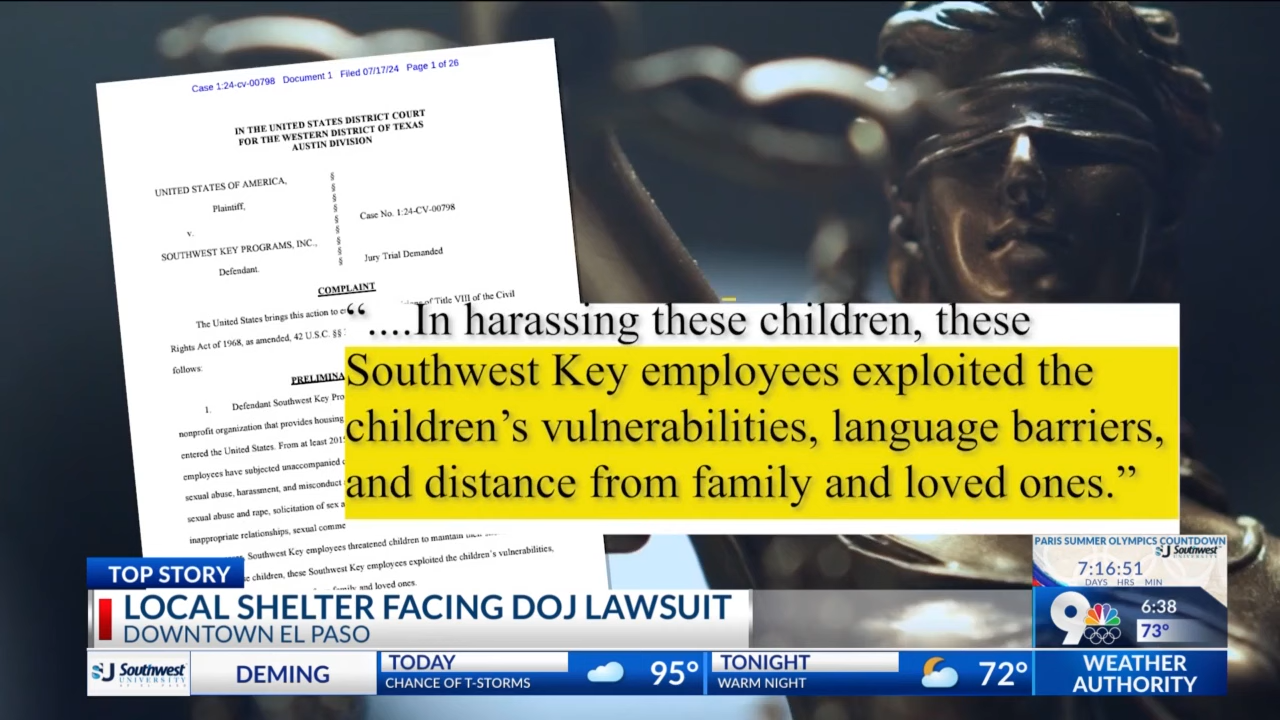 Case 1:24-cv-00798 Document 1 Filed 07/17/24 Page 1 of 26
IN THE UNITED STATES DISTRICT COURT
FOR THE WESTERN DISTRICT OF TEXAS
AUSTIN DIVISION
UNITED STATES OF AMERICA,
Plaintiff,
v.
SOUTHWEST KEY PROGRAMS, INC.,
Defendant.
§
§
§
§
§
§
§
§
Case No. 1:24-CV-00798
Jury Trial Demanded
COMPLAINT
The United States brings this action to of Title VIII of the Civil
Rights Act of 1968, as amended, 42 U.S.C. §§
follows:
1. Defendant Southwest Key
nonprofit organization that provides housing
entered the United States. From at least
employees have subjected unaccompanied
sexual abuse, harassment, and misconduct
sexual abuse and rape, solicitation of sex
inappropriate relationships, sexual
Southwest Key employees threatened children to maintain
children, these Southwest Key employees exploited the children's vulnerabilities,
family and loved ones.
“....In harassing these children, these
Southwest Key employees exploited the
children’s vulnerabilities, language barriers,
and distance from family and loved ones.”
PARIS SUMMER OLYMPICS COUNTDOWN
SU Southwest
UNIVERSITY
7:16:51
DAYS HRS MIN
TOP STORY
LOCAL SHELTER FACING DOJ LAWSUIT
DOWNTOWN EL PASO
9
6:38
73°
SU Southwest
UNIVERSITY
OF EL PASO
DEMING
TODAY
CHANCE OF T-STORMS
95°
TONIGHT
WARM NIGHT
72°
WEATHER
AUTHORITY